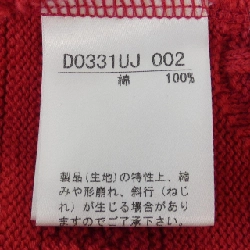 D0331UJ 002
綿 100%
製品(生地)の特性上、縮
みや形崩れ、斜行(ねじ
れ)が生じる場合があり
ますのでご了承下さい。